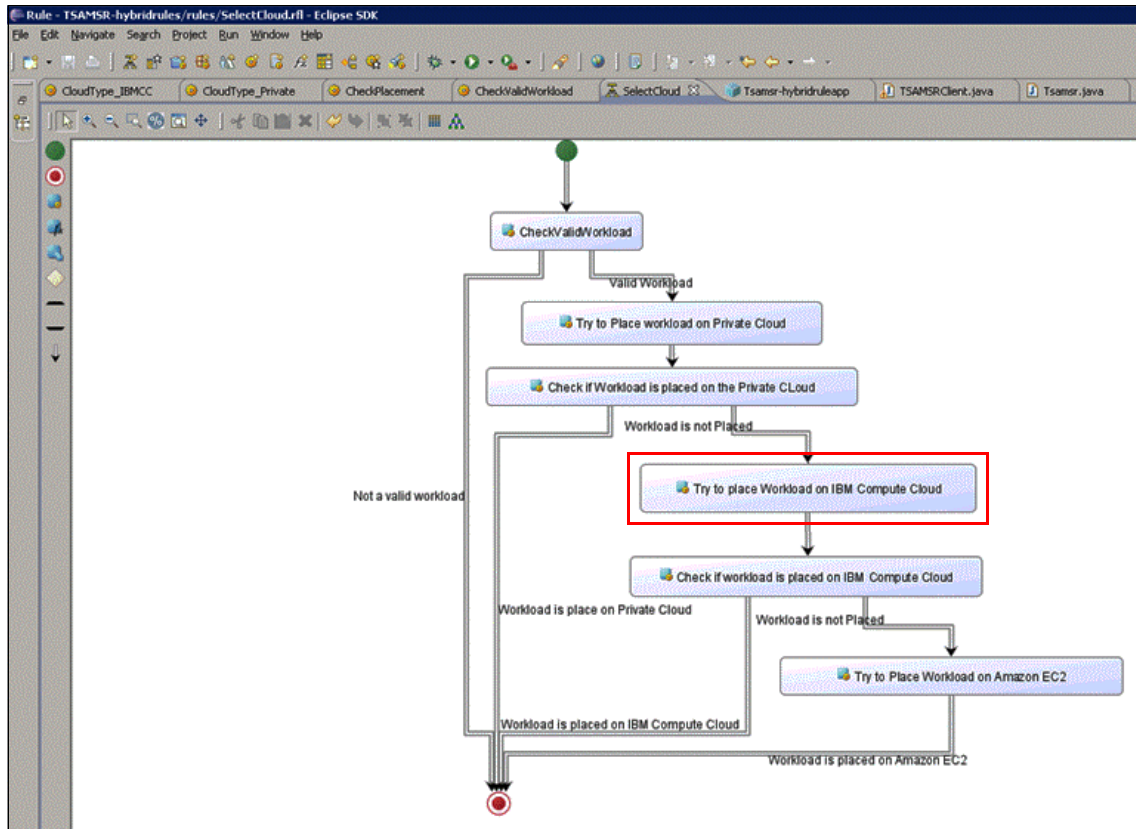 Rule - TSAMSR-hybridrules/rules/SelectCloud.rfl - Eclipse SDK
File Edit Navigate Search Project Run Window Help
CloudType_IBMCC CloudType_Private CheckPlacement CheckValidWorkload SelectCloud Tsamsr-hybridruleapp TSAMSRClient.java Tsamsr.java
CheckValidWorkload
Valid Workload
Try to Place workload on Private Cloud
Check if Workload is placed on the Private CLoud
Workload is not Placed
Try to place Workload on IBM Compute Cloud
Not a valid workload
Check if workload is placed on IBM Compute Cloud
Workload is place on Private Cloud
Workload is not Placed
Try to Place Workload on Amazon EC2
Workload is placed on IBM Compute Cloud
Workload is placed on Amazon EC2